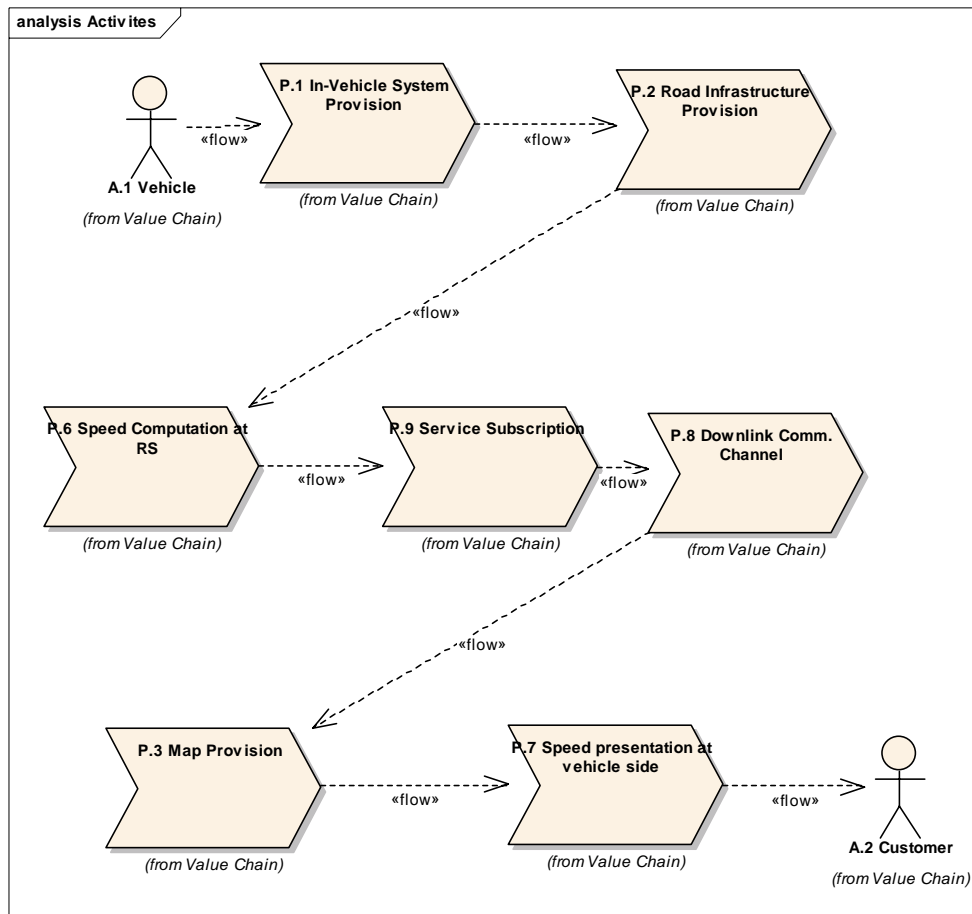 analysis Activites
P.1 In-Vehicle System
Provision
P.2 Road Infrastructure
Provision
«flow»
«flow»
A.1 Vehicle
(from Value Chain)
(from Value Chain)
(from Value Chain)
«flow»
P.6 Speed Computation at
RS
P.9 Service Subscription
P.8 Downlink Comm.
Channel
«flow»
«flow»
(from Value Chain)
(from Value Chain)
(from Value Chain)
«flow»
P.3 Map Provision
P.7 Speed presentation at
vehicle side
«flow»
«flow»
A.2 Customer
(from Value Chain)
(from Value Chain)
(from Value Chain)